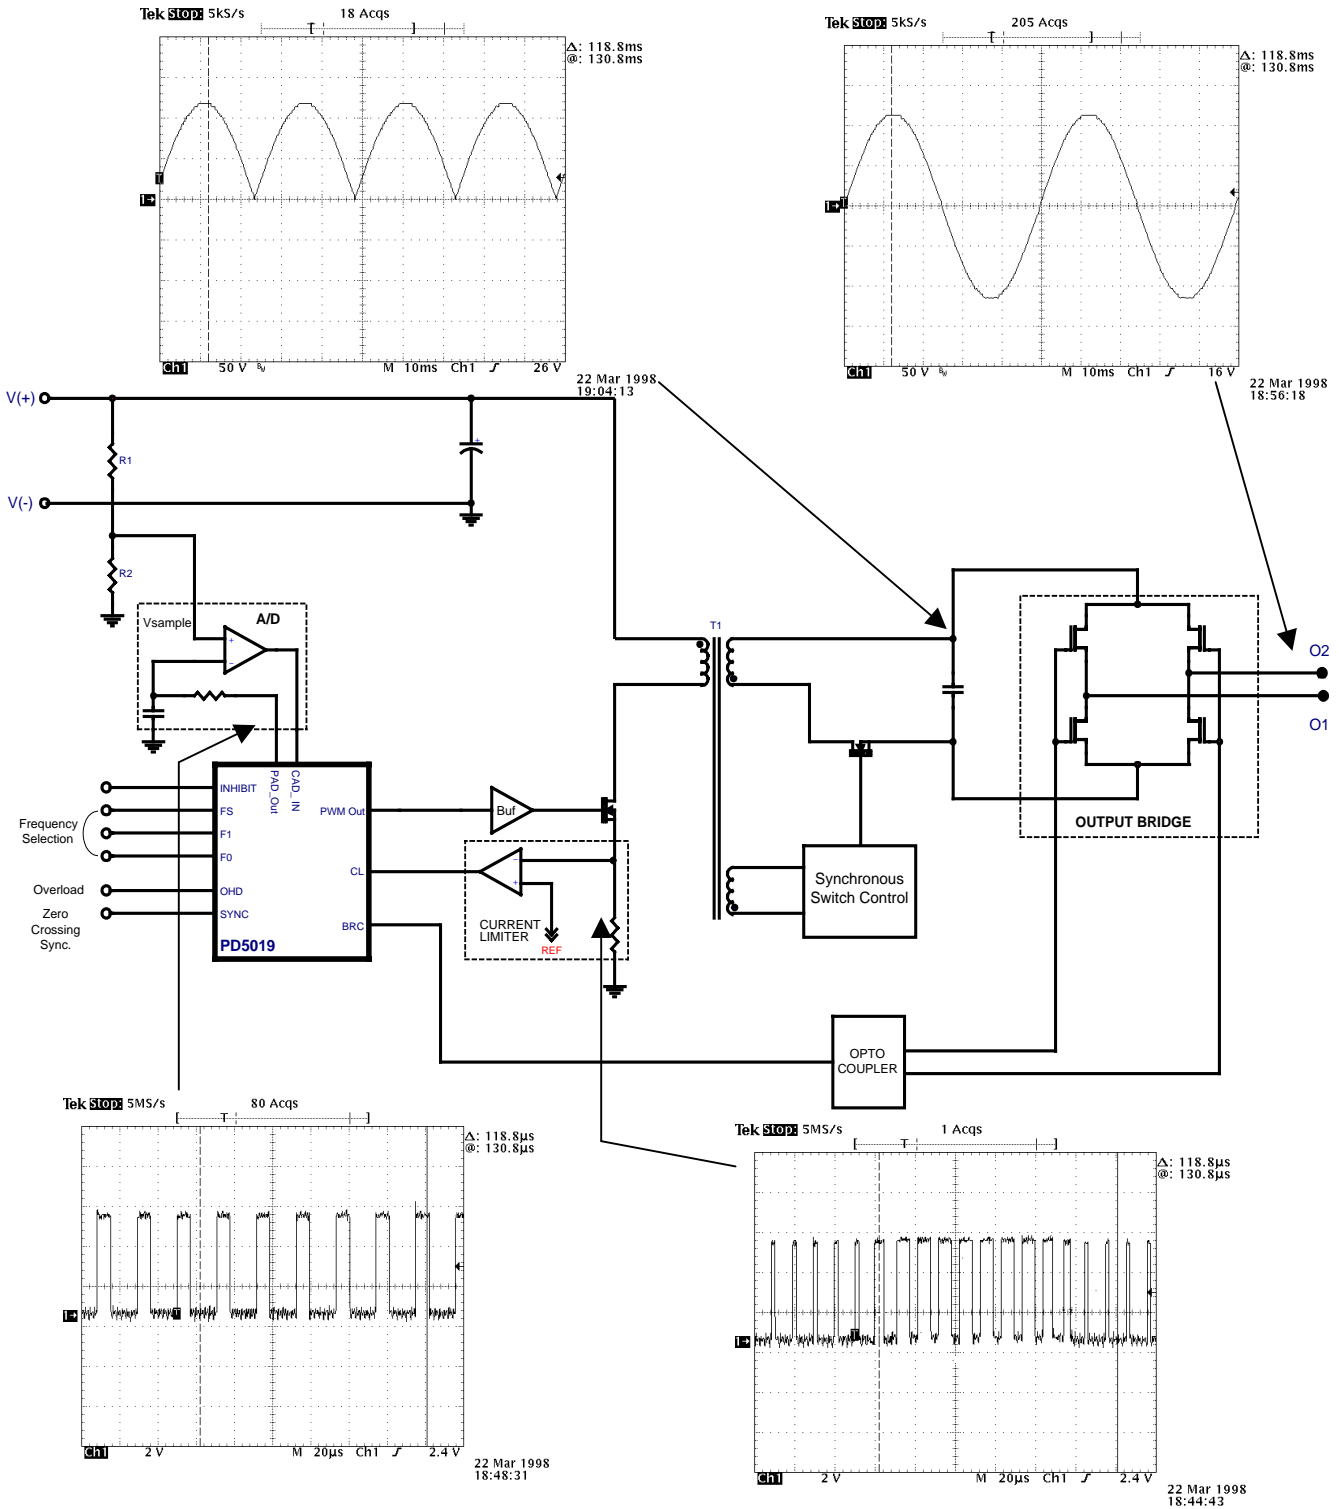 Tek Stop: 5kS/s 18 Acqs
T ]
Δ: 118.8ms
@: 130.8ms
T
1→
Ch1 50 V BW M 10ms Ch1 26 V
22 Mar 1998
19:04:13
Tek Stop: 5kS/s 205 Acqs
T ]
Δ: 118.8ms
@: 130.8ms
1→ T
Ch1 50 V BW M 10ms Ch1 16 V
22 Mar 1998
18:56:18
V(+)
R1
V(-)
R2
Vsample
A/D
+
−
+
T1
O2
O1
OUTPUT BRIDGE
INHIBIT
PAD_Out
CAD_IN
FS
F1
F0
OHD
SYNC
PWM Out
CL
BRC
PD5019
Frequency
Selection
Overload
Zero
Crossing
Sync.
Buf
−
+
CURRENT
LIMITER
REF
Synchronous
Switch Control
OPTO
COUPLER
Tek Stop: 5MS/s 80 Acqs
[ T ]
Δ: 118.8µs
@: 130.8µs
T
1→
Ch1 2 V M 20µs Ch1 2.4 V
22 Mar 1998
18:48:31
Tek Stop: 5MS/s 1 Acqs
[ T ]
Δ: 118.8µs
@: 130.8µs
T
1→
Ch1 2 V M 20µs Ch1 2.4 V
22 Mar 1998
18:44:43